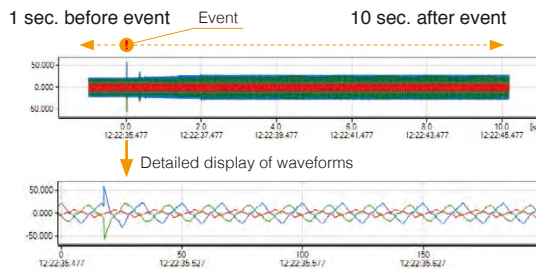 1 sec. before event Event 10 sec. after event
!
50.000
0.000
50.000
0.0 2.0 4.0 6.0 8.0 10.0 [s
12:22:35.477 12:22:37.477 12:22:39.477 12:22:41.477 12:22:43.477 12:22:45.477
Detailed display of waveforms
50.000
0.000
-50.000
0 50 100 150
12:22:35.477 12:22:35.527 12:22:35.577 12:22:35.627